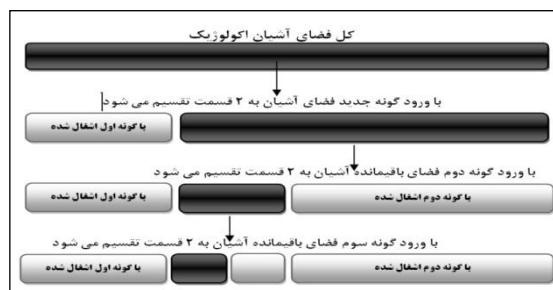 کل فضای آشیان اکولوژیک
با ورود گونه جدید فضای آشیان به ۲ قسمت تقسیم می شود
با گونه اول اشغال شده
با ورود گونه دوم فضای باقیمانده آشیان به ۲ قسمت تقسیم می شود
با گونه اول اشغال شده با گونه دوم اشغال شده
با ورود گونه سوم فضای باقیمانده آشیان به ۲ قسمت تقسیم می شود
با گونه اول اشغال شده با گونه دوم اشغال شده